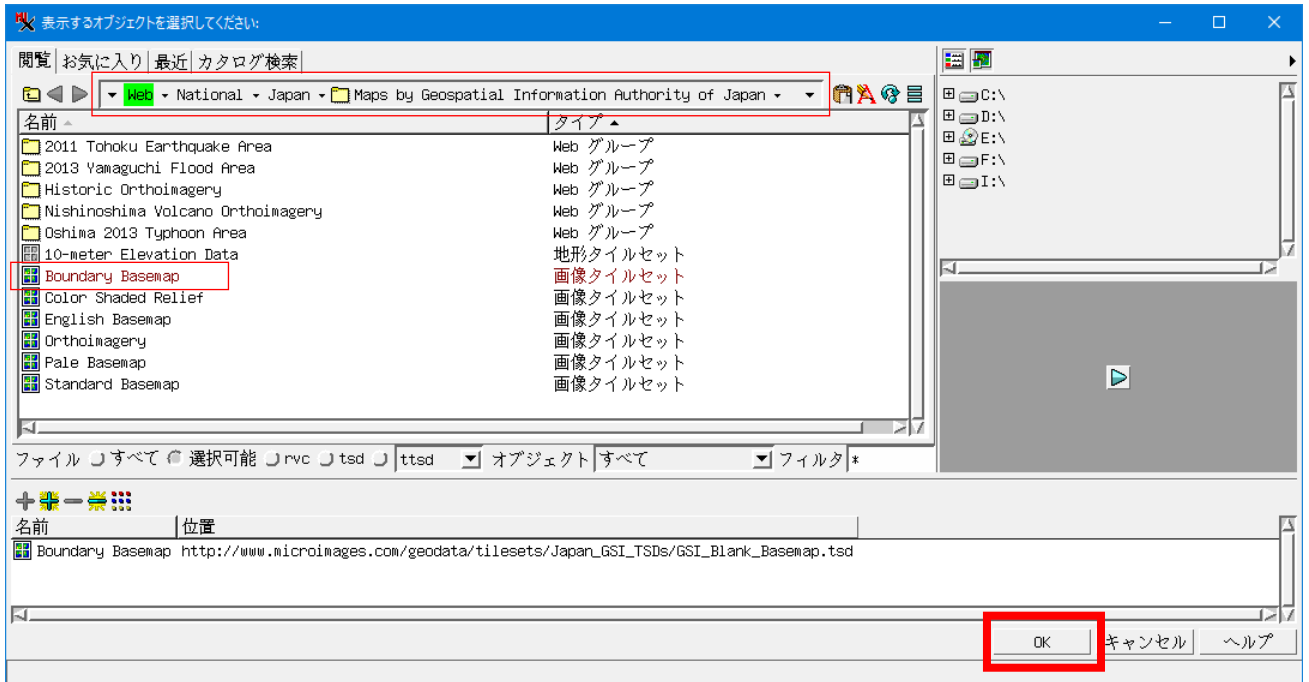 表示するオブジェクトを選択してください:
閲覧 お気に入り 最近 カタログ検索
Web National Japan Maps by Geospatial Information Authority of Japan
名前 タイプ
2011 Tohoku Earthquake Area Web グループ
2013 Yamaguchi Flood Area Web グループ
Historic Orthoimagery Web グループ
Nishinoshima Volcano Orthoimagery Web グループ
Oshima 2013 Typhoon Area Web グループ
10-meter Elevation Data 地形タイルセット
Boundary Basemap 画像タイルセット
Color Shaded Relief 画像タイルセット
English Basemap 画像タイルセット
Orthoimagery 画像タイルセット
Pale Basemap 画像タイルセット
Standard Basemap 画像タイルセット
C:\
D:\
E:\
F:\
I:\
ファイル すべて 選択可能 rvc tsd ttsd オブジェクト すべて フィルタ *
名前 位置
Boundary Basemap http://www.microimages.com/geodata/tilesets/Japan_GSI_TSDs/GSI_Blank_Basemap.tsd
OK キャンセル ヘルプ